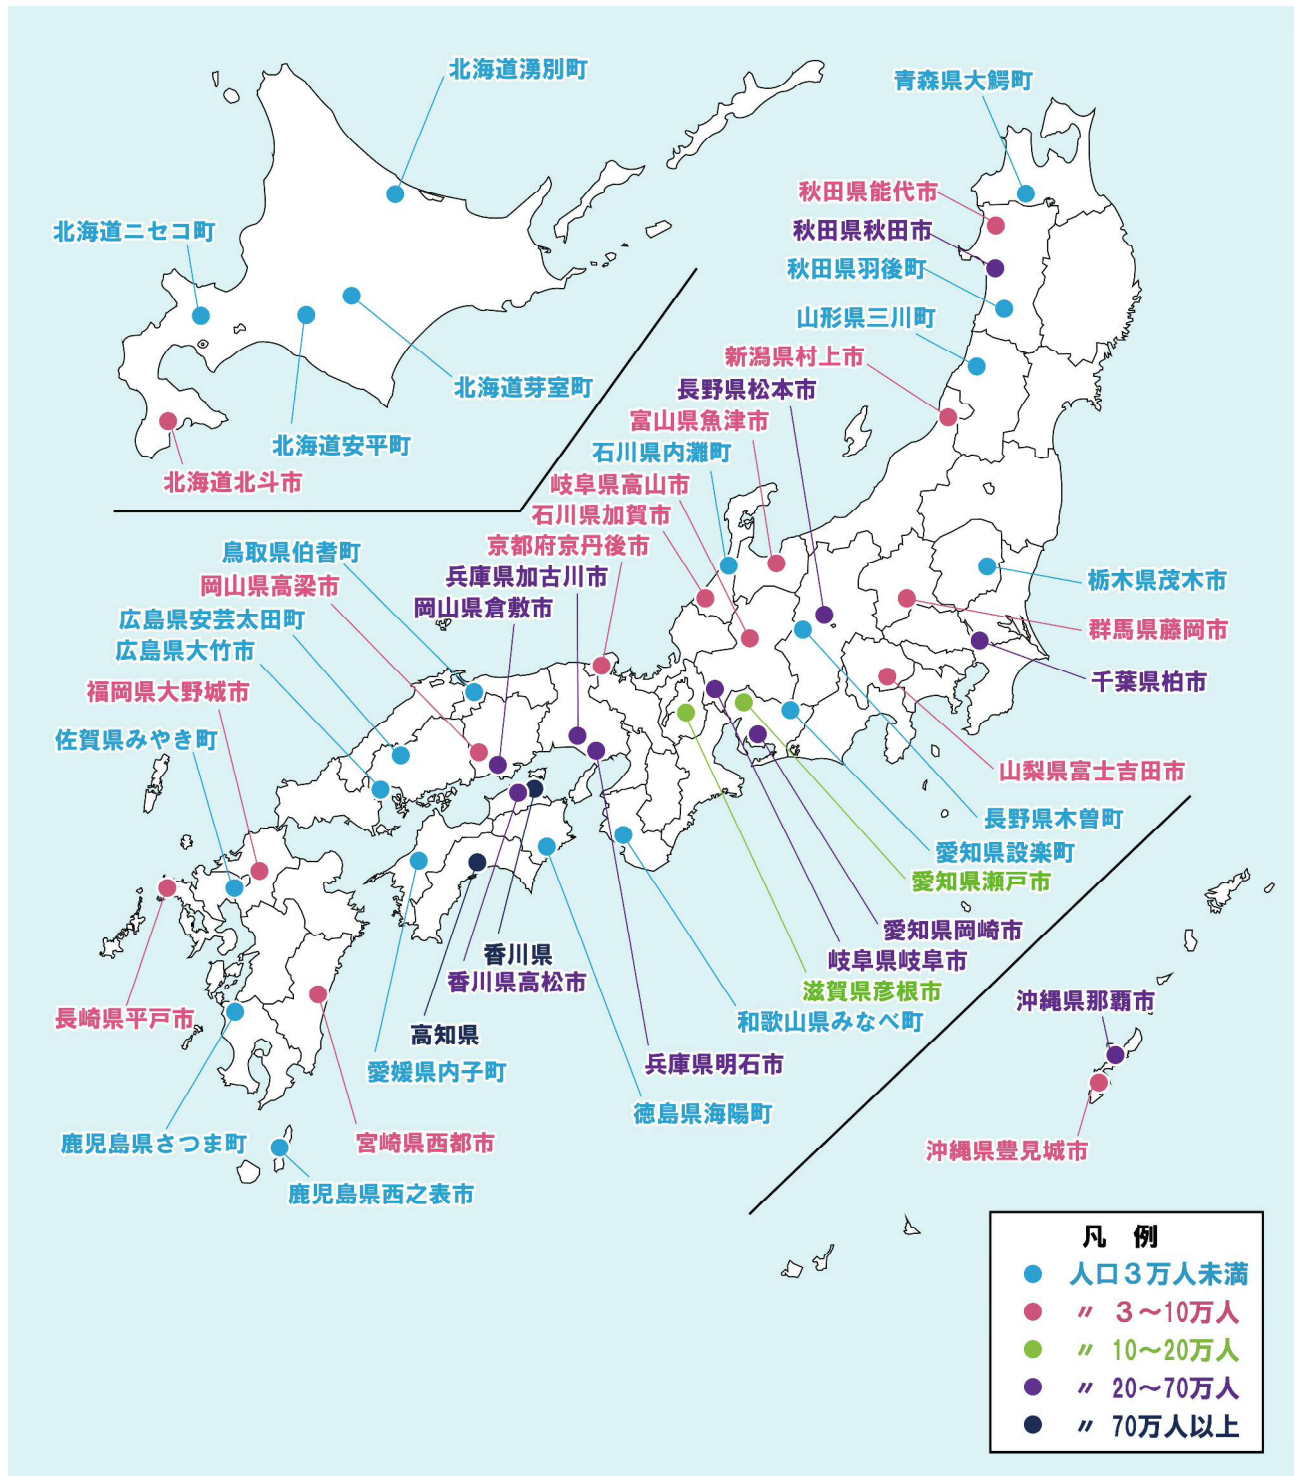 北海道湧別町
青森県大鰐町
秋田県能代市
北海道ニセコ町
秋田県秋田市
秋田県羽後町
山形県三川町
新潟県村上市
北海道芽室町
長野県松本市
富山県魚津市
北海道安平町
石川県内灘町
北海道北斗市
岐阜県高山市
石川県加賀市
京都府京丹後市
鳥取県伯耆町
兵庫県加古川市
岡山県高梁市
岡山県倉敷市
栃木県茂木市
広島県安芸太田町
群馬県藤岡市
広島県大竹市
千葉県柏市
福岡県大野城市
佐賀県みやき町
山梨県富士吉田市
長野県木曽町
愛知県設楽町
愛知県瀬戸市
愛知県岡崎市
香川県
岐阜県岐阜市
香川県高松市
滋賀県彦根市
沖縄県那覇市
長崎県平戸市
和歌山県みなべ町
高知県
兵庫県明石市
愛媛県内子町
徳島県海陽町
鹿児島県さつま町
宮崎県西都市
沖縄県豊見城市
鹿児島県西之表市
凡 例
人口3万人未満
〃 3～10万人
〃 10～20万人
〃 20～70万人
〃 70万人以上